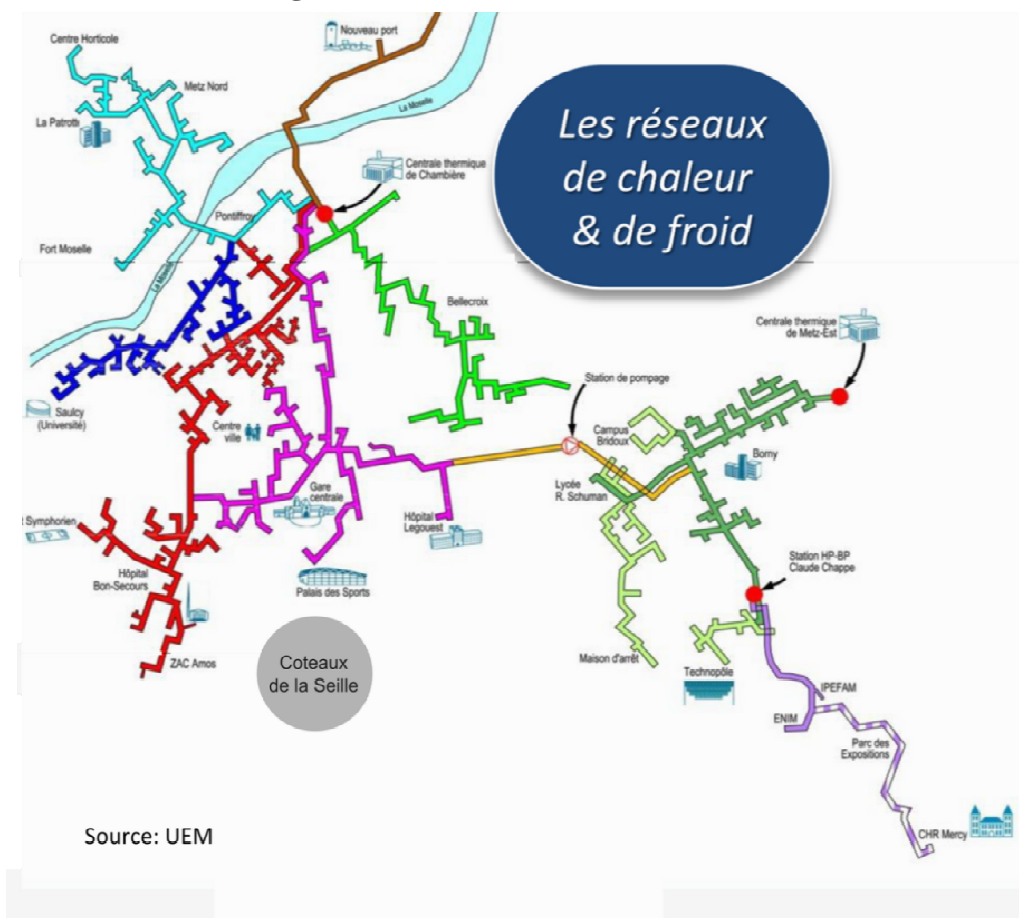 Centre Horticole
Nouveau port
Metz Nord
La Patrotte
La Moselle
Les réseaux
de chaleur
& de froid
Centrale thermique
de Chambière
Pontiffroy
Fort Moselle
La Moselle
Bellecroix
Centrale thermique
de Metz-Est
Station de pompage
Saulcy
(Université)
Centre
ville
Campus
Bridoux
Borny
Lycée
R. Schuman
Gare
centrale
Hôpital
Legouest
t Symphorien
Hôpital
Bon-Secours
Palais des Sports
Station HP-BP
Claude Chappe
ZAC Amos
Coteaux
de la Seille
Maison d'arrêt
Technopôle
IPEFAM
ENIM
Parc des
Expositions
CHR Mercy
Source: UEM